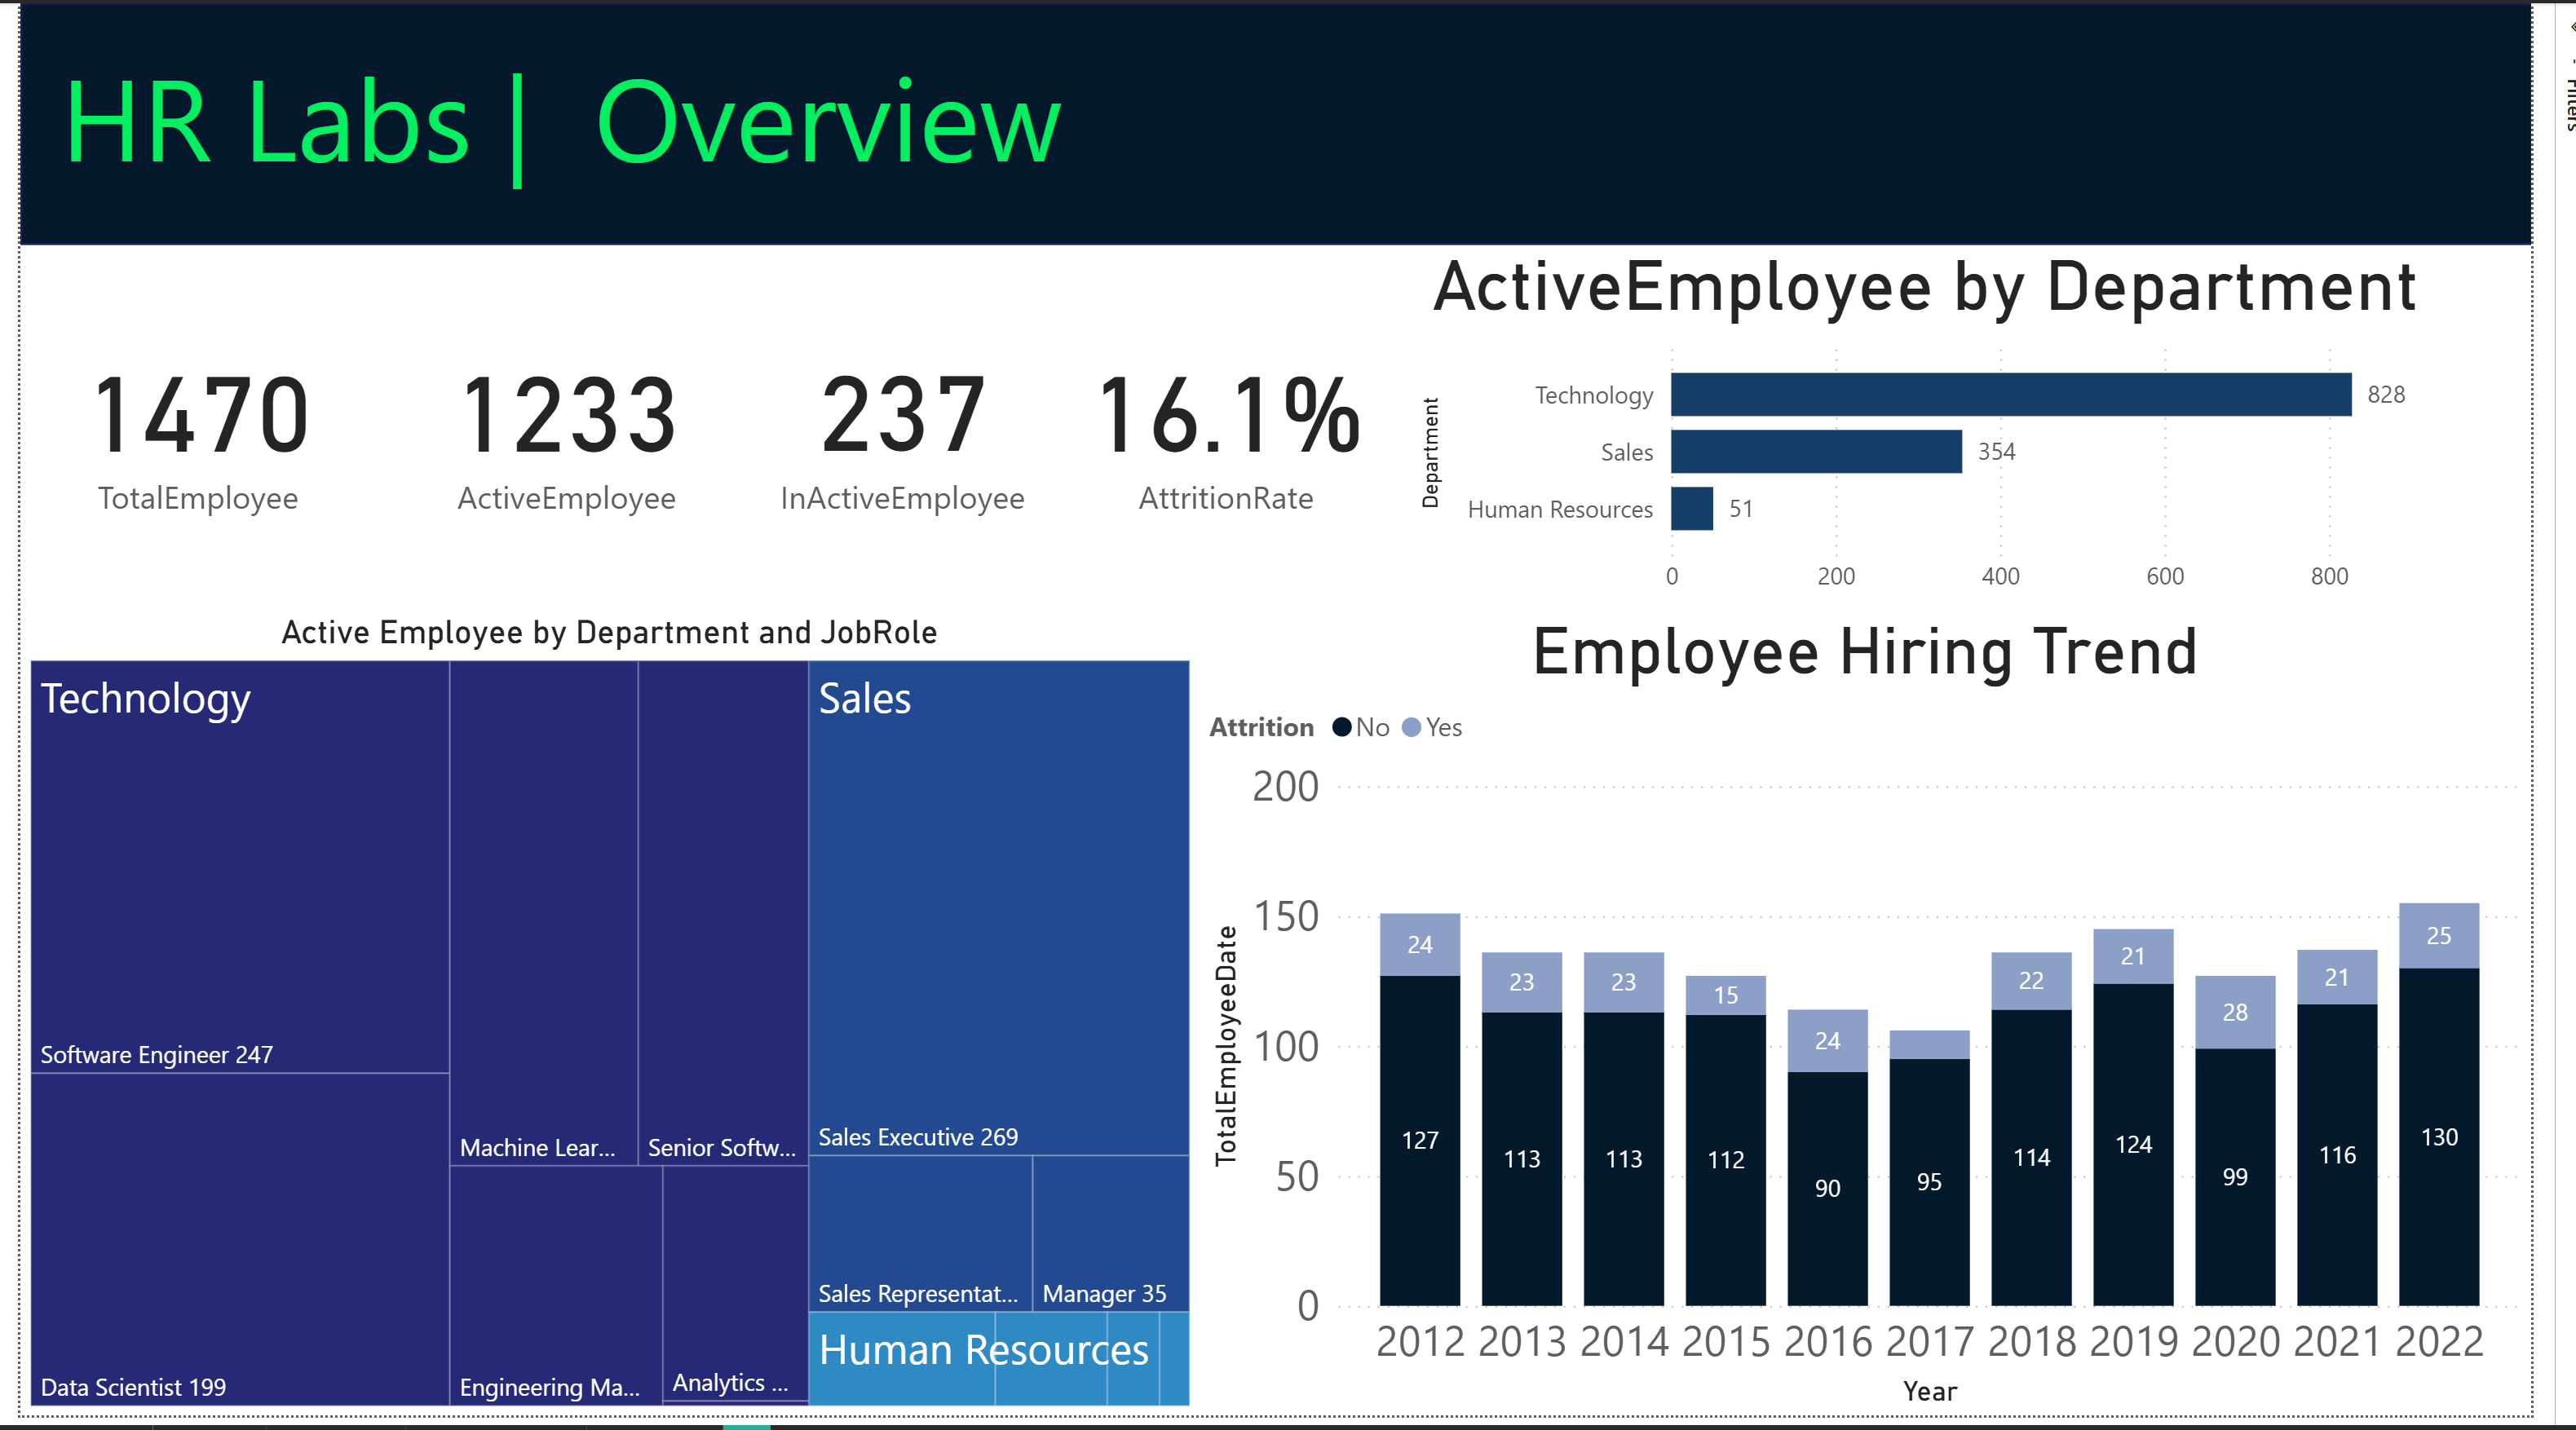 HR Labs | Overview
Filters
1470
TotalEmployee
1233
ActiveEmployee
237
InActiveEmployee
16.1%
AttritionRate
ActiveEmployee by Department
Department
Technology 828
Sales 354
Human Resources 51
0 200 400 600 800
Active Employee by Department and JobRole
Technology
Software Engineer 247
Data Scientist 199
Machine Lear...
Senior Softw...
Engineering Ma...
Analytics ...
Sales
Sales Executive 269
Sales Representat...
Manager 35
Human Resources
Employee Hiring Trend
Attrition No Yes
TotalEmployeeDate
200
150
100
50
0
24 23 23 15 24 22 21 28 21 25
127 113 113 112 90 95 114 124 99 116 130
2012 2013 2014 2015 2016 2017 2018 2019 2020 2021 2022
Year